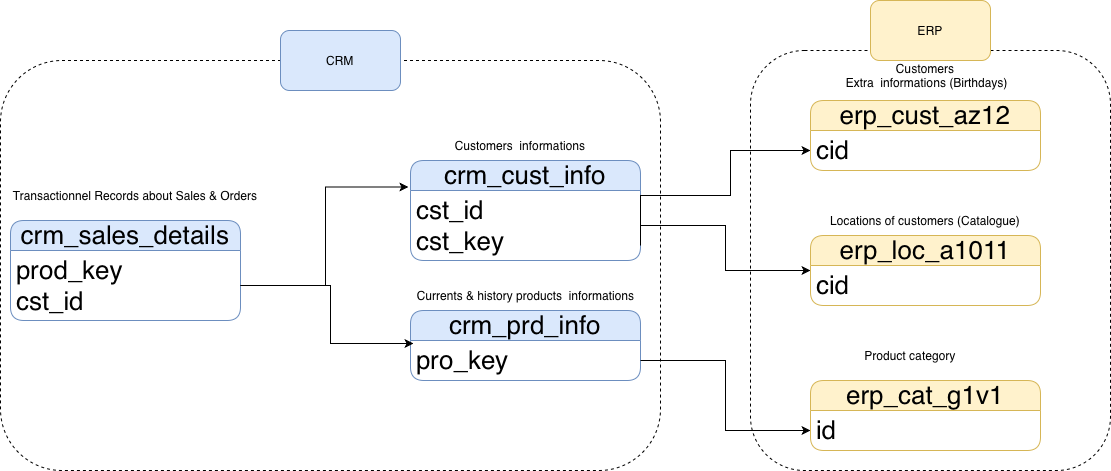 CRM
ERP
Customers
Extra informations (Birthdays)
erp_cust_az12
cid
Customers informations
crm_cust_info
cst_id
cst_key
Transactionnel Records about Sales & Orders
crm_sales_details
prod_key
cst_id
Locations of customers (Catalogue)
erp_loc_a1011
cid
Currents & history products informations
crm_prd_info
pro_key
Product category
erp_cat_g1v1
id